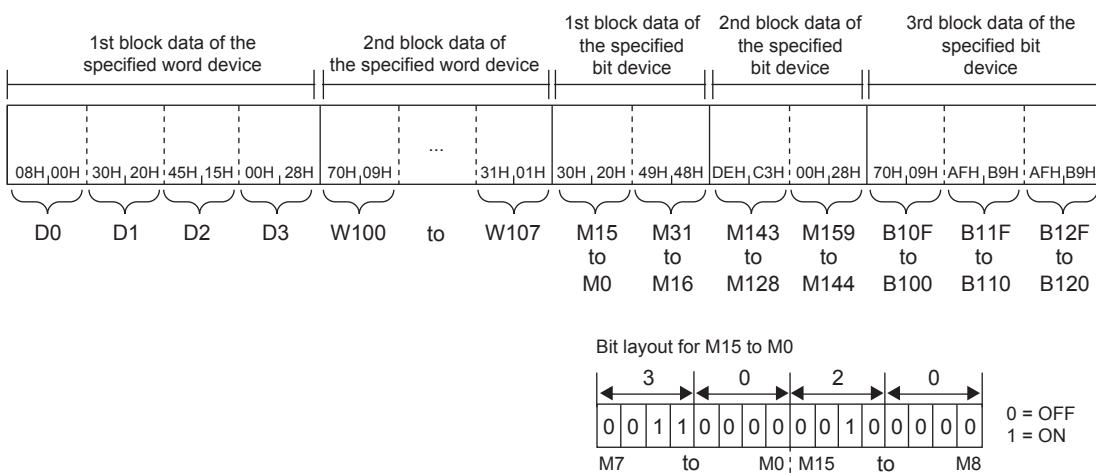 1st block data of the
specified word device
2nd block data of
the specified word device
1st block data of
the specified
bit device
2nd block data of
the specified
bit device
3rd block data of the
specified bit
device
08H 00H 30H 20H 45H 15H 00H 28H 70H 09H ... 31H 01H 30H 20H 49H 48H DEH C3H 00H 28H 70H 09H AFH B9H AFH B9H
D0 D1 D2 D3 W100 to W107 M15 M31 M143 M159 B10F B11F B12F
to to to to to to to
M0 M16 M128 M144 B100 B110 B120
Bit layout for M15 to M0
3 0 2 0
0 0 1 1 0 0 0 0 0 0 1 0 0 0 0 0
0 = OFF
1 = ON
M7 to M0 M15 to M8